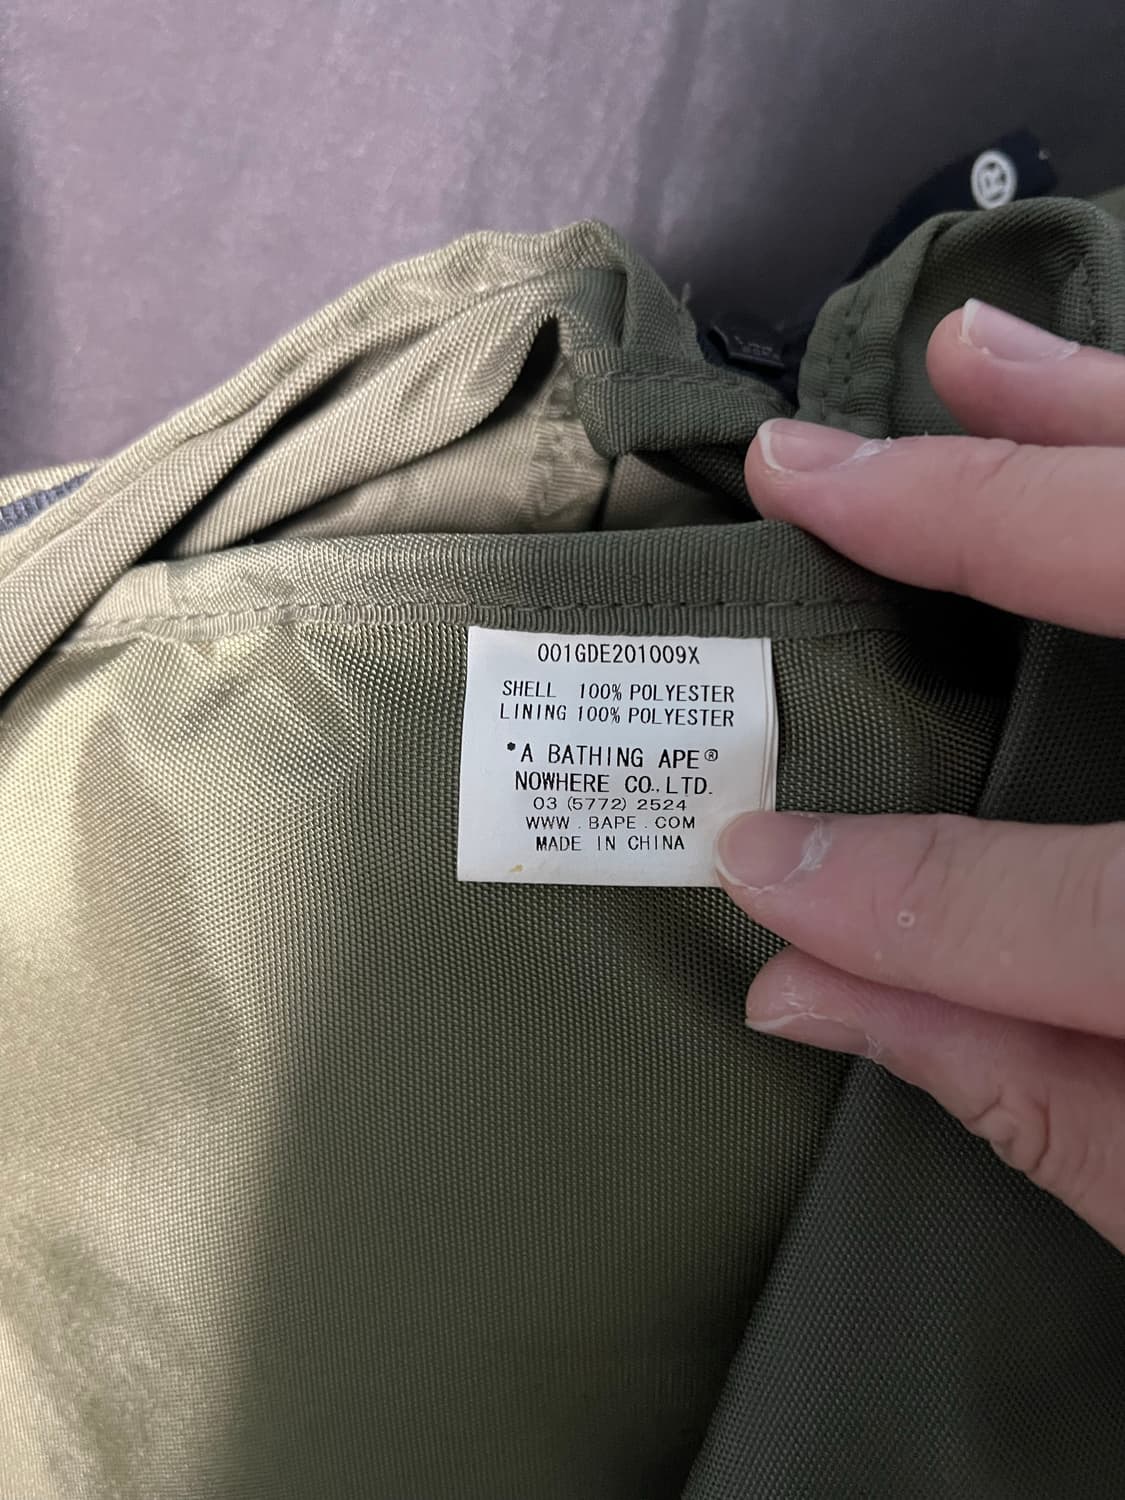 ®
001GDE201009X
SHELL 100% POLYESTER
LINING 100% POLYESTER
*A BATHING APE®
NOWHERE CO.,LTD.
03 (5772) 2524
WWW.BAPE.COM
MADE IN CHINA